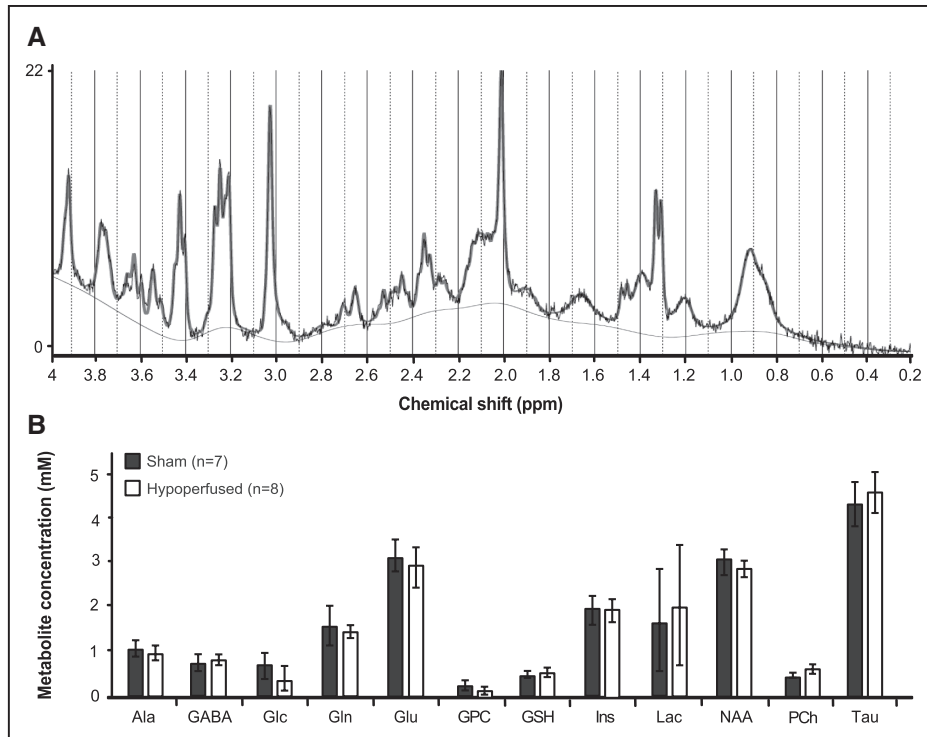 A
22
0
4 3.8 3.6 3.4 3.2 3.0 2.8 2.6 2.4 2.2 2.0 1.8 1.6 1.4 1.2 1.0 0.8 0.6 0.4 0.2
Chemical shift (ppm)
B
Metabolite concentration (mM)
Sham (n=7)
Hypoperfused (n=8)
5
4
3
2
1
0
Ala GABA Glc Gln Glu GPC GSH Ins Lac NAA PCh Tau